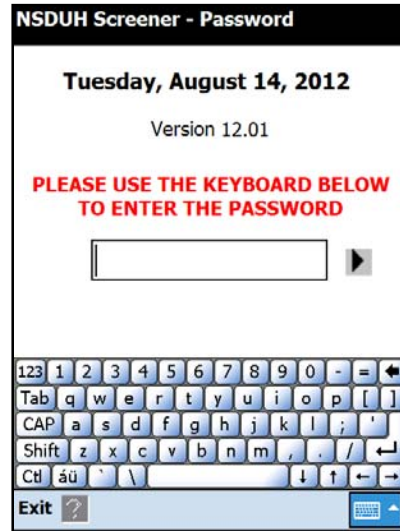 NSDUH Screener - Password
Tuesday, August 14, 2012
Version 12.01
PLEASE USE THE KEYBOARD BELOW
TO ENTER THE PASSWORD
123 1 2 3 4 5 6 7 8 9 0 - = 🡄
Tab q w e r t y u i o p [ ]
CAP a s d f g h j k l ; '
Shift z x c v b n m , . / ↵
Ctl áü ` \ ↓ ↑ ← →
Exit ?